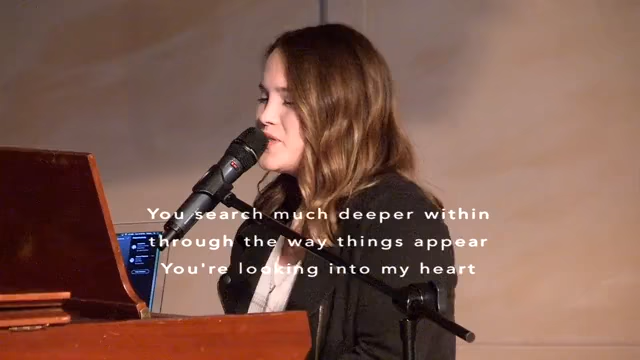 You search much deeper within
through the way things appear
You're looking into my heart